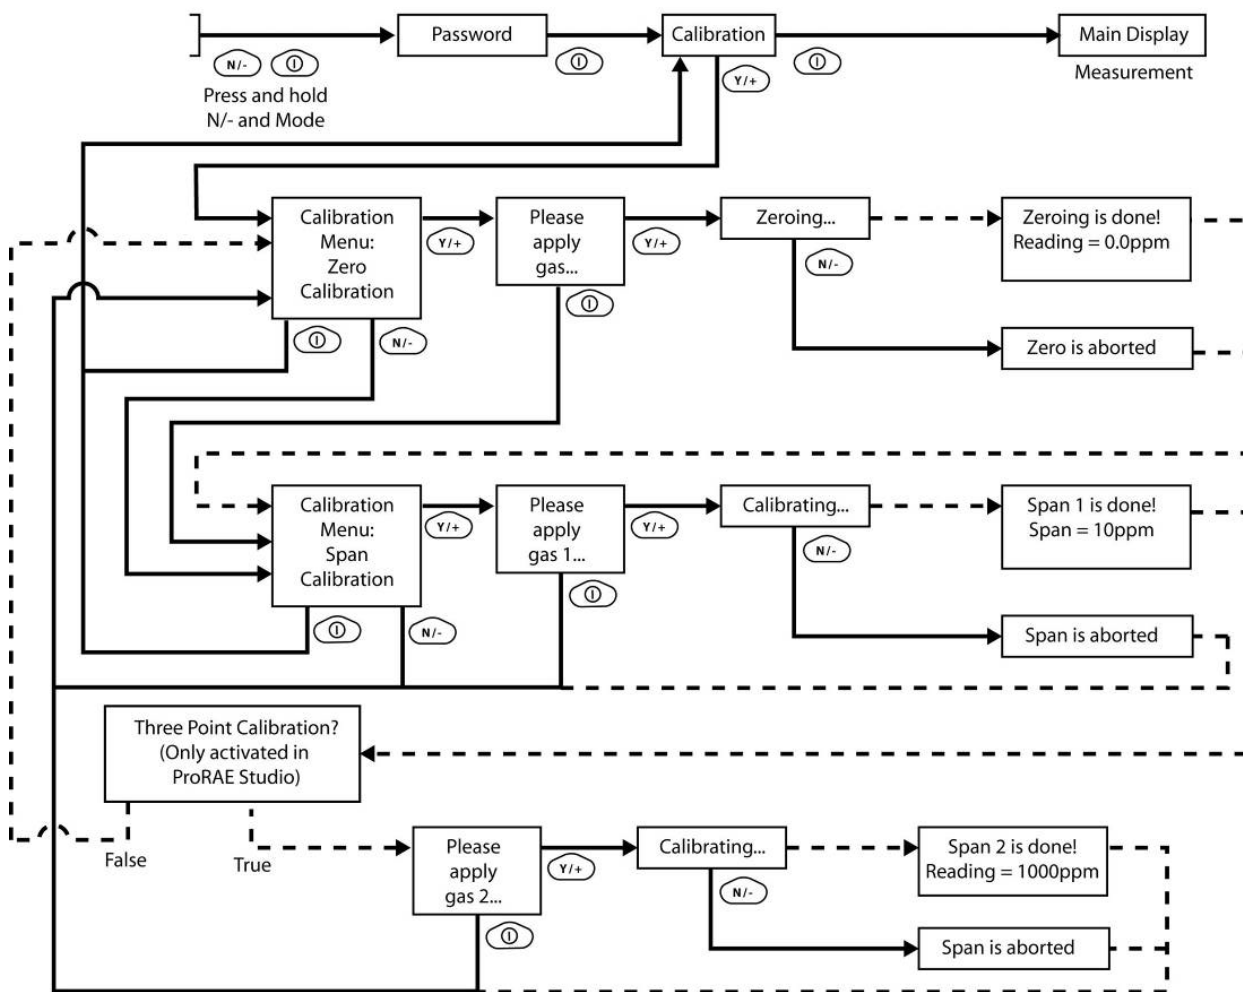 Password
Calibration
Main Display
N/-
Y/+
Measurement
Press and hold
N/- and Mode
Calibration
Menu:
Zero
Calibration
Y/+
Please
apply
gas...
Y/+
Zeroing...
N/-
Zeroing is done!
Reading = 0.0ppm
N/-
Zero is aborted
Calibration
Menu:
Span
Calibration
Y/+
Please
apply
gas 1...
Y/+
Calibrating...
N/-
Span 1 is done!
Span = 10ppm
N/-
Span is aborted
Three Point Calibration?
(Only activated in
ProRAE Studio)
False
True
Please
apply
gas 2...
Y/+
Calibrating...
N/-
Span 2 is done!
Reading = 1000ppm
Span is aborted